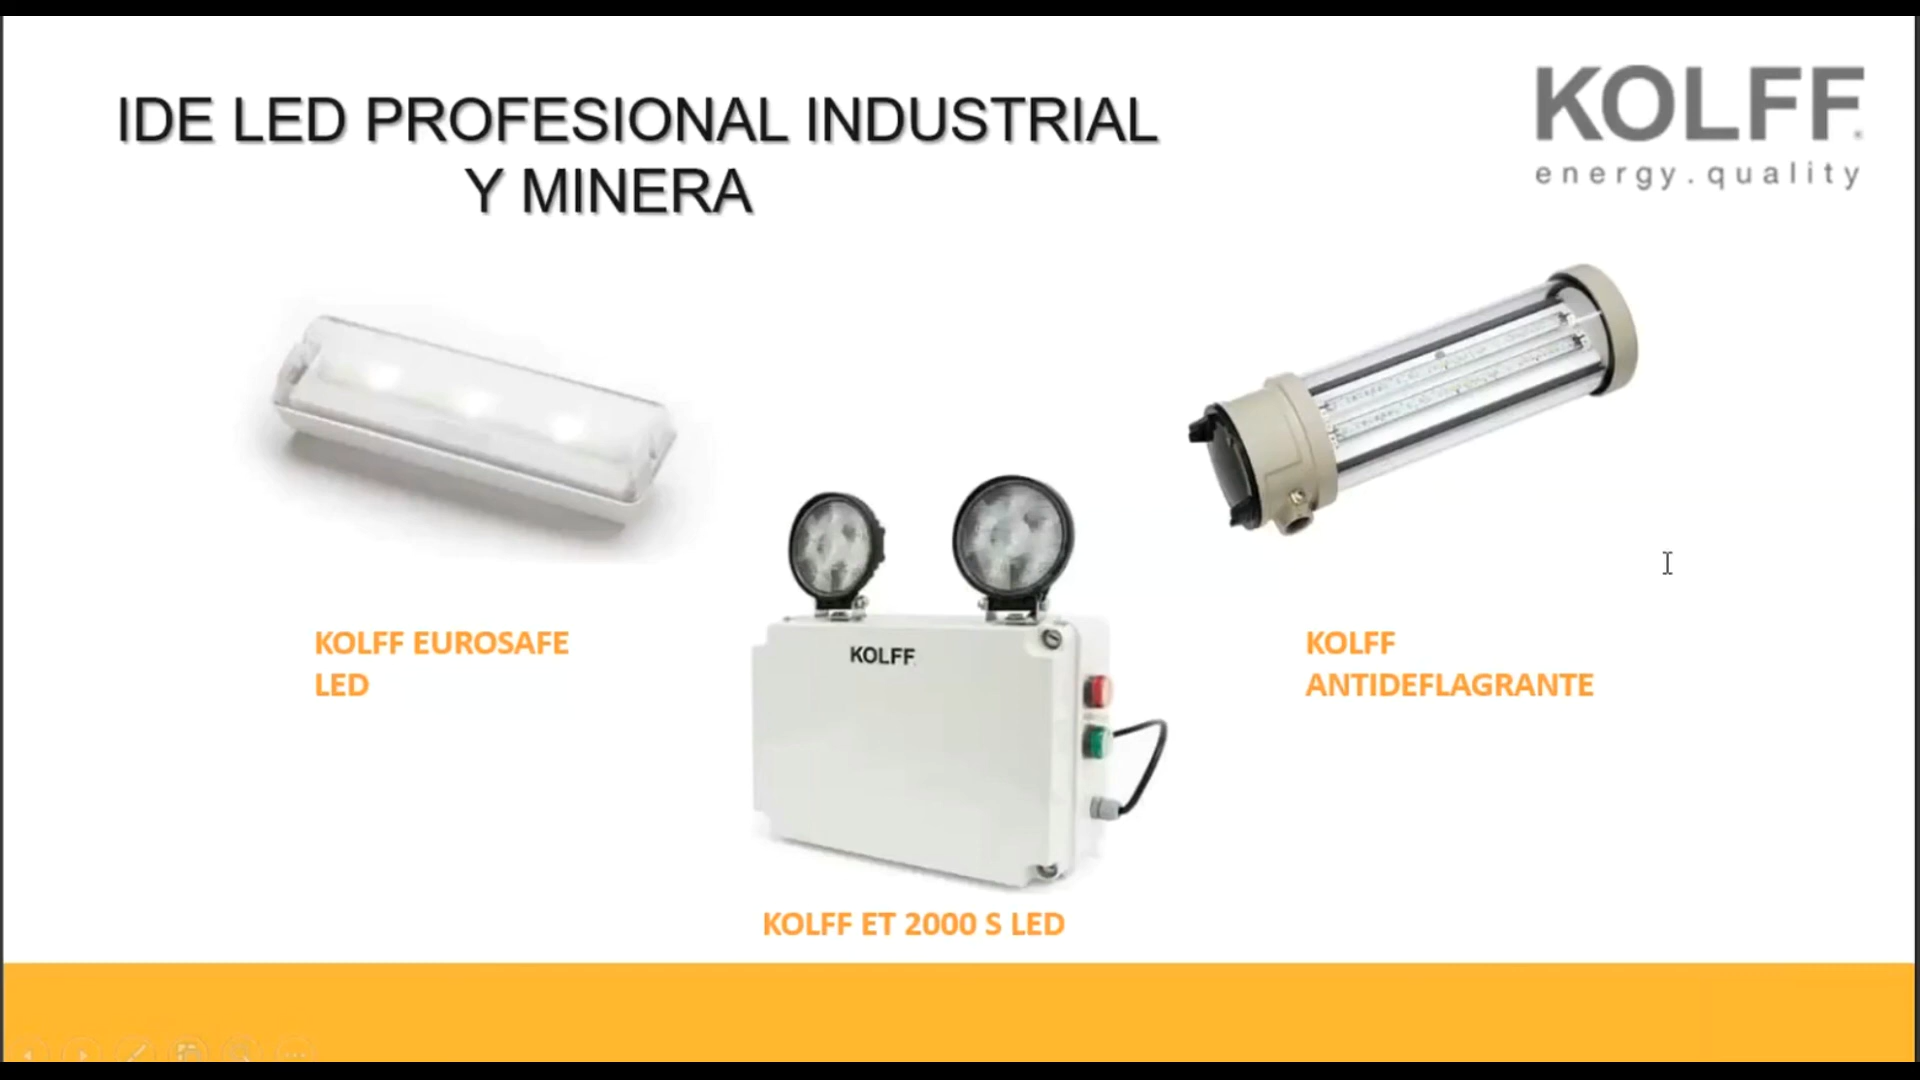 IDE LED PROFESIONAL INDUSTRIAL
Y MINERA
KOLFF
energy.quality
KOLFF EUROSAFE
LED
KOLFF
KOLFF
ANTIDEFLAGRANTE
KOLFF ET 2000 S LED